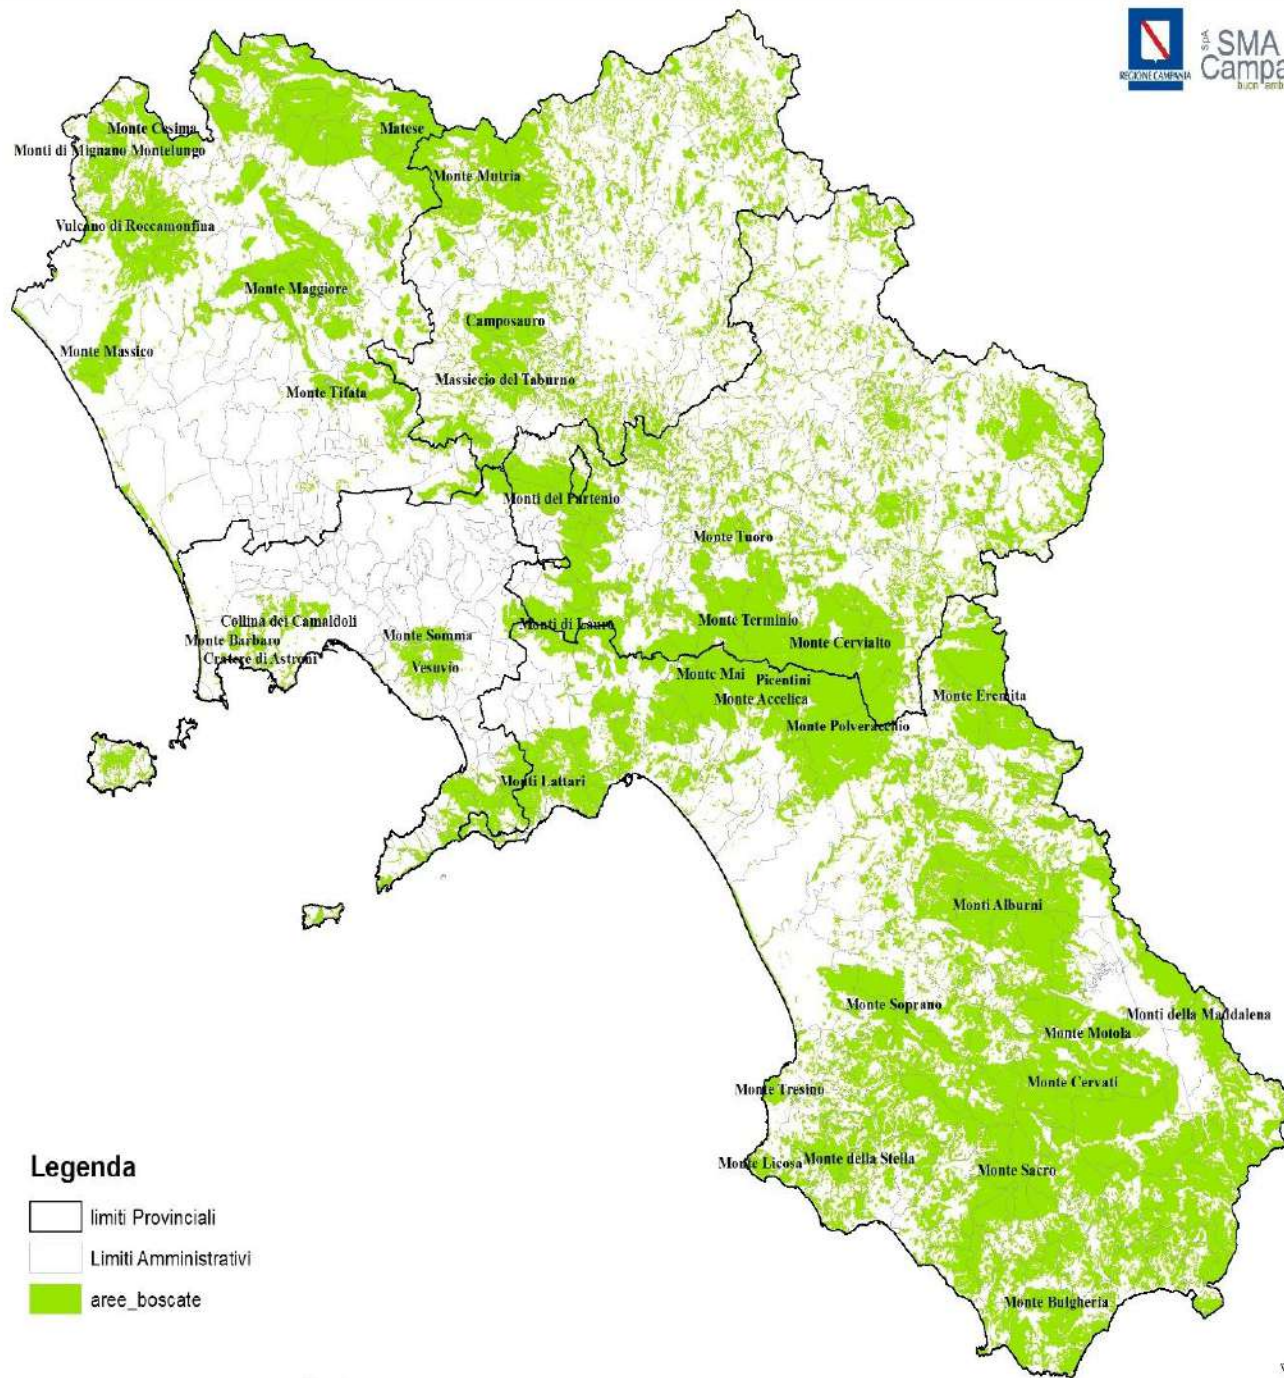 REGIONE CAMPANIA
SpA SMA
Campa
Monte Cesima
Matese
Monti di Mignano Montelungo
Monte Mutria
Vulcano di Roccamonfina
Monte Maggiore
Camposauro
Monte Massico
Massiccio del Taburno
Monte Tifata
Monti del Partenio
Monte Tuoro
Collina dei Camaldoli
Monte Somma
Monti di Lauro
Monte Terminio
Monte Barbaro
Monte Cervialto
Cratere di Astroni
Vesuvio
Monte Mai
Picentini
Monte Accelica
Monte Eremita
Monte Polveracchio
Monti Lattari
Monti Alburni
Monte Soprano
Monti della Maddalena
Monte Motola
Monte Cervati
Monte Tresino
Monte Licosa
Monte della Stella
Monte Sacro
Monte Bulgheria
Legenda
limiti Provinciali
Limiti Amministrativi
aree_boscate